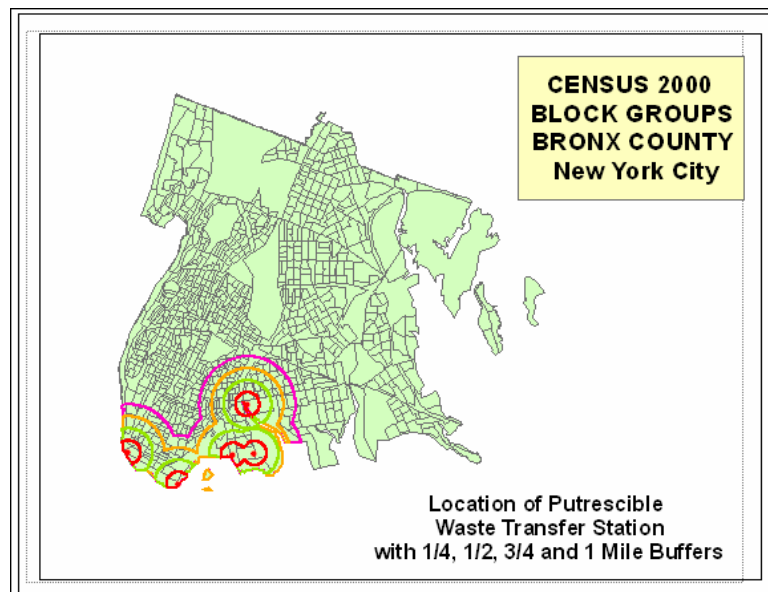 CENSUS 2000
BLOCK GROUPS
BRONX COUNTY
New York City
Location of Putrescible
Waste Transfer Station
with 1/4, 1/2, 3/4 and 1 Mile Buffers